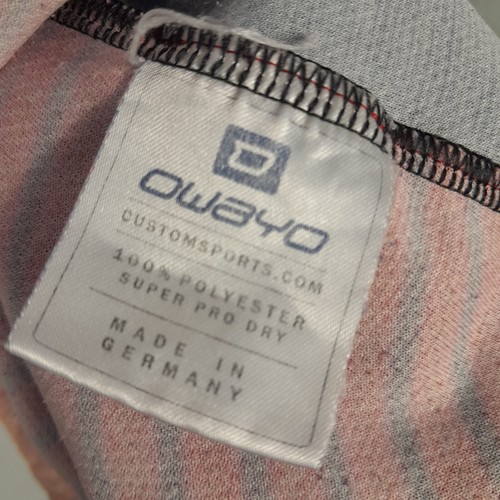 owayo
CUSTOMSPORTS.COM
100% POLYESTER
SUPER PRO DRY
MADE IN
GERMANY